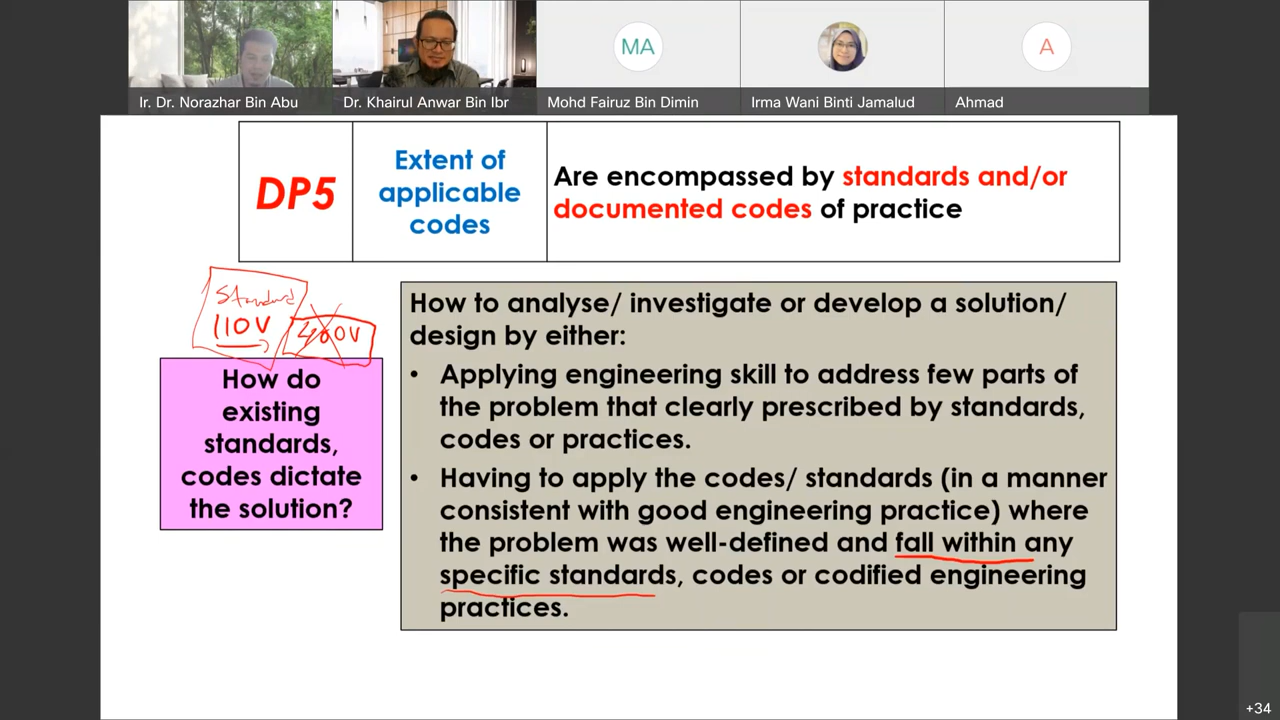 MA
A
Ir. Dr. Norazhar Bin Abu
Dr. Khairul Anwar Bin Ibr
Mohd Fairuz Bin Dimin
Irma Wani Binti Jamalud
Ahmad
DP5
Extent of
applicable
codes
Are encompassed by standards and/or
documented codes of practice
Standard
110V
How do
existing
standards,
codes dictate
the solution?
How to analyse/ investigate or develop a solution/
design by either:
• Applying engineering skill to address few parts of
the problem that clearly prescribed by standards,
codes or practices.
• Having to apply the codes/ standards (in a manner
consistent with good engineering practice) where
the problem was well-defined and fall within any
specific standards, codes or codified engineering
practices.
+34